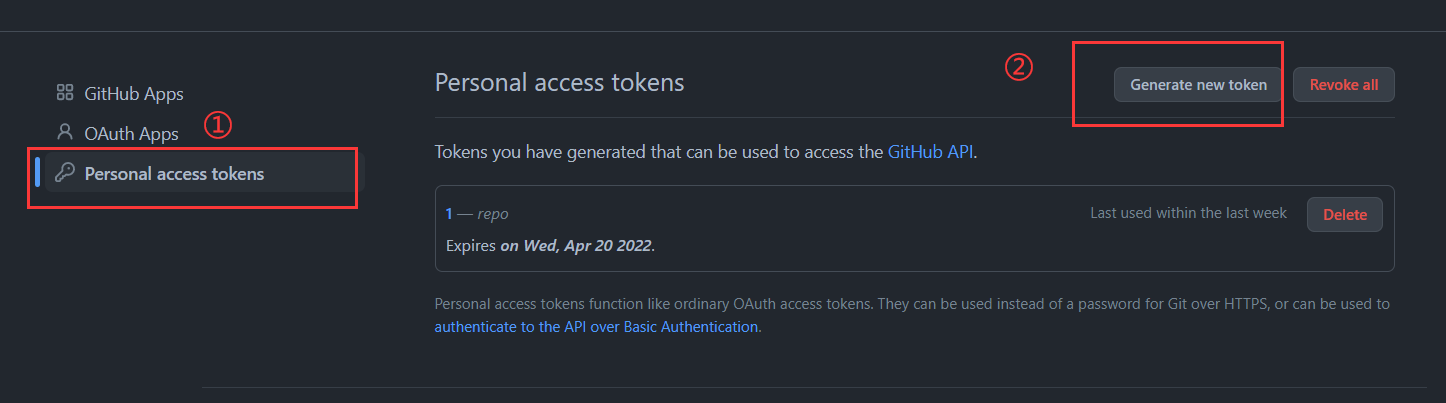 GitHub Apps
OAuth Apps
①
Personal access tokens
Personal access tokens
②
Generate new token
Revoke all
Tokens you have generated that can be used to access the GitHub API.
1 — repo
Last used within the last week
Delete
Expires on Wed, Apr 20 2022.
Personal access tokens function like ordinary OAuth access tokens. They can be used instead of a password for Git over HTTPS, or can be used to
authenticate to the API over Basic Authentication.